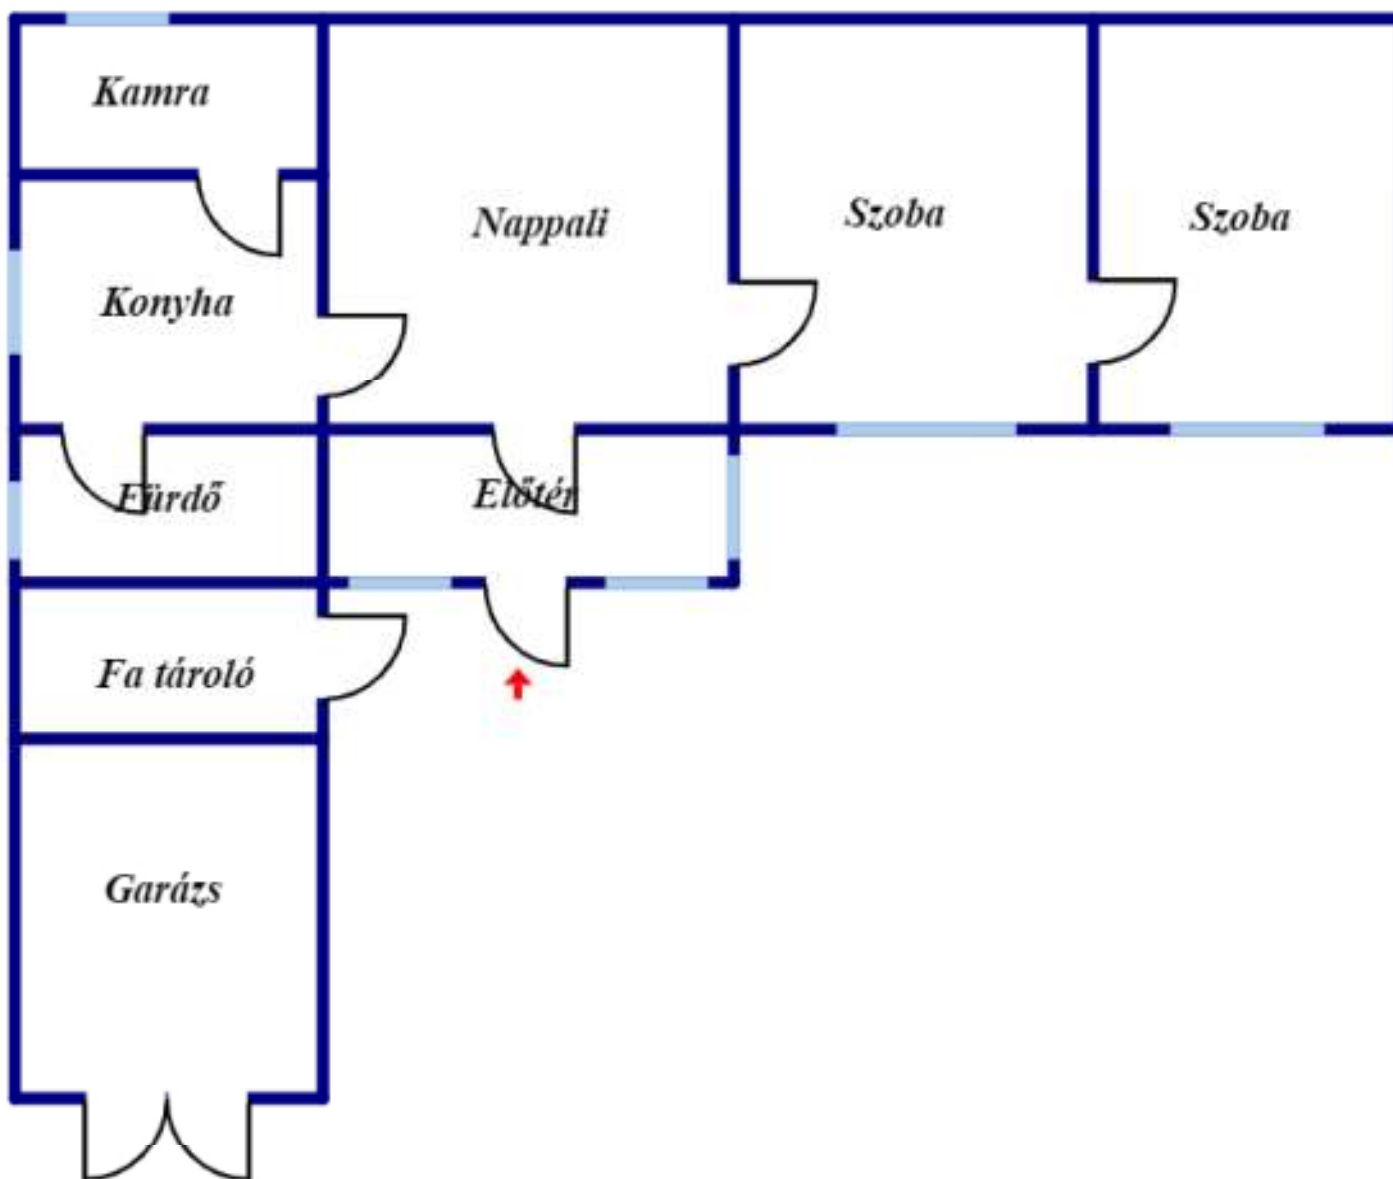 Kamra
Nappali
Szoba
Szoba
Konyha
Fürdő
Előtér
Fa tároló
Garázs